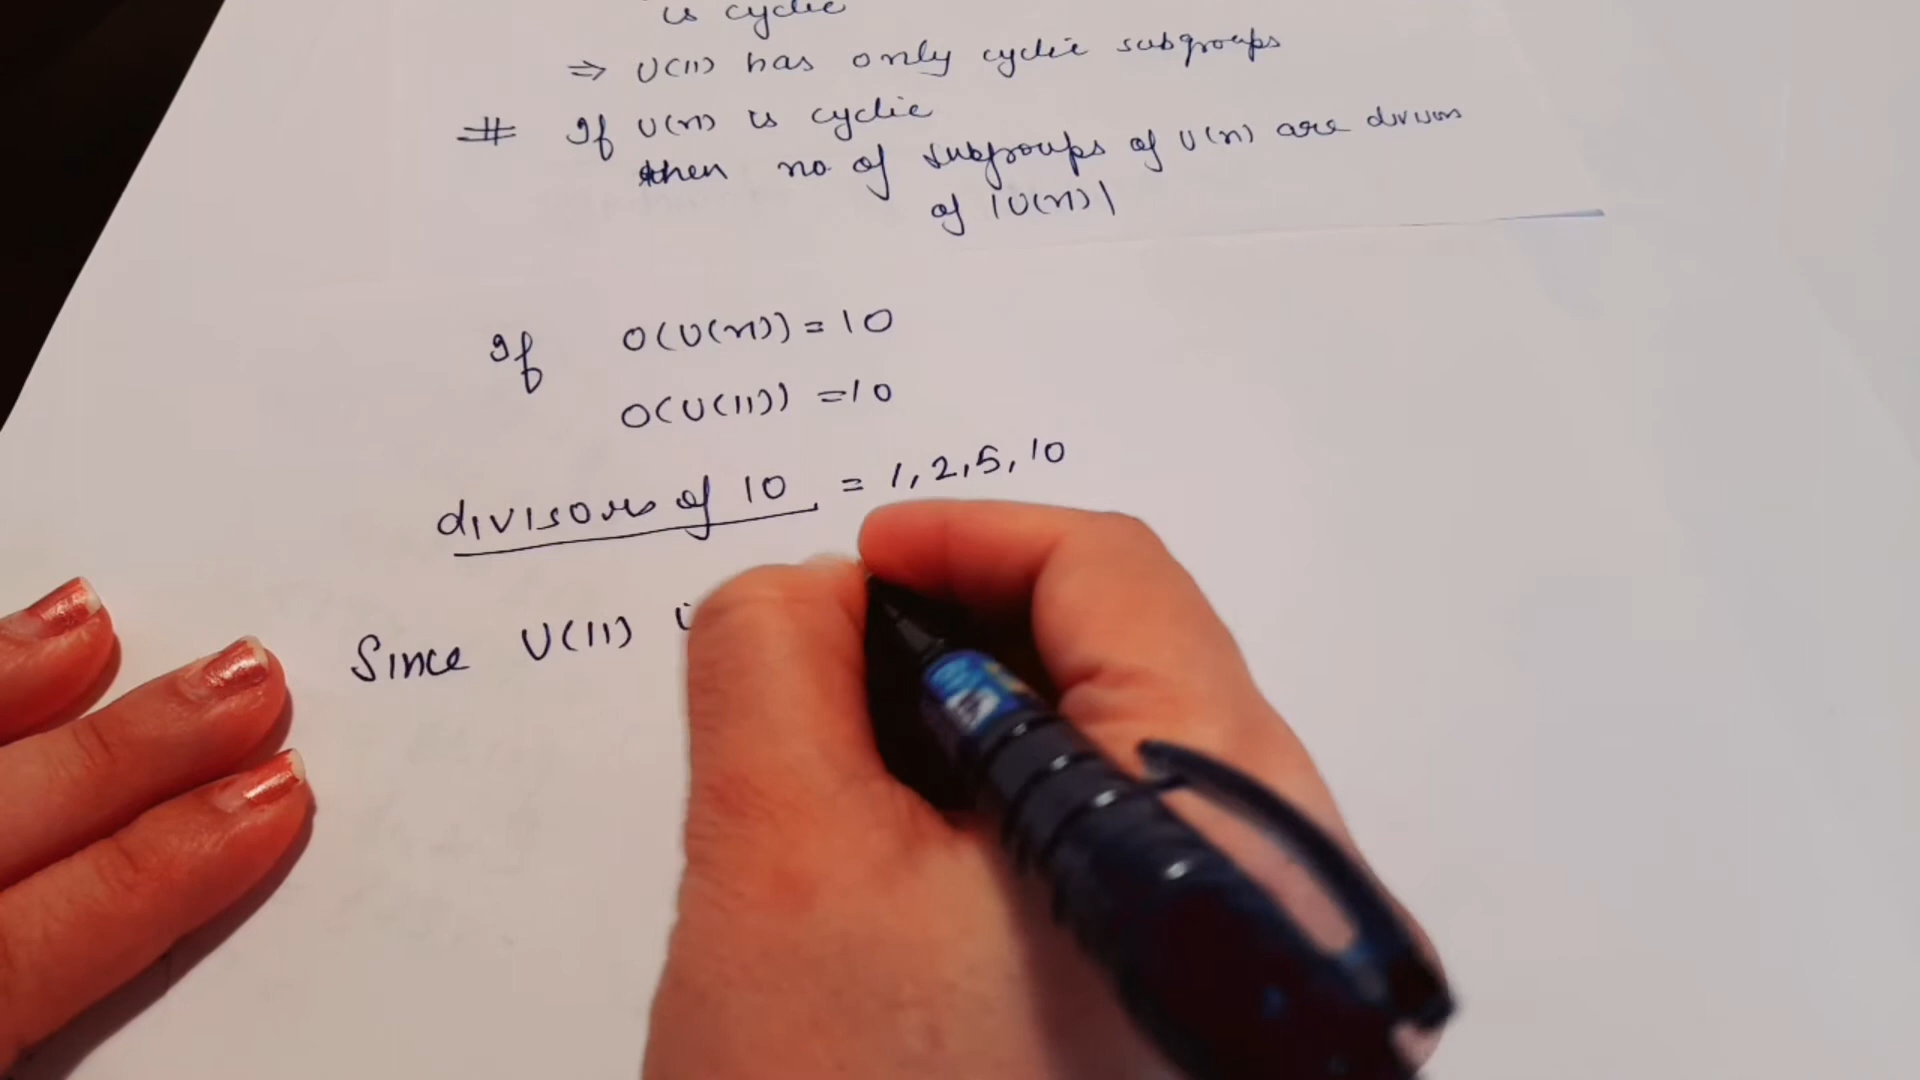 is cyclic
⇒ U(11) has only cyclic subgroups
# If U(n) is cyclic
then no. of subgroups of U(n) are
of |U(n)|
If O(U(n)) = 10
O(U(11)) = 10
divisors of 10 = 1, 2, 5, 10
Since U(11)